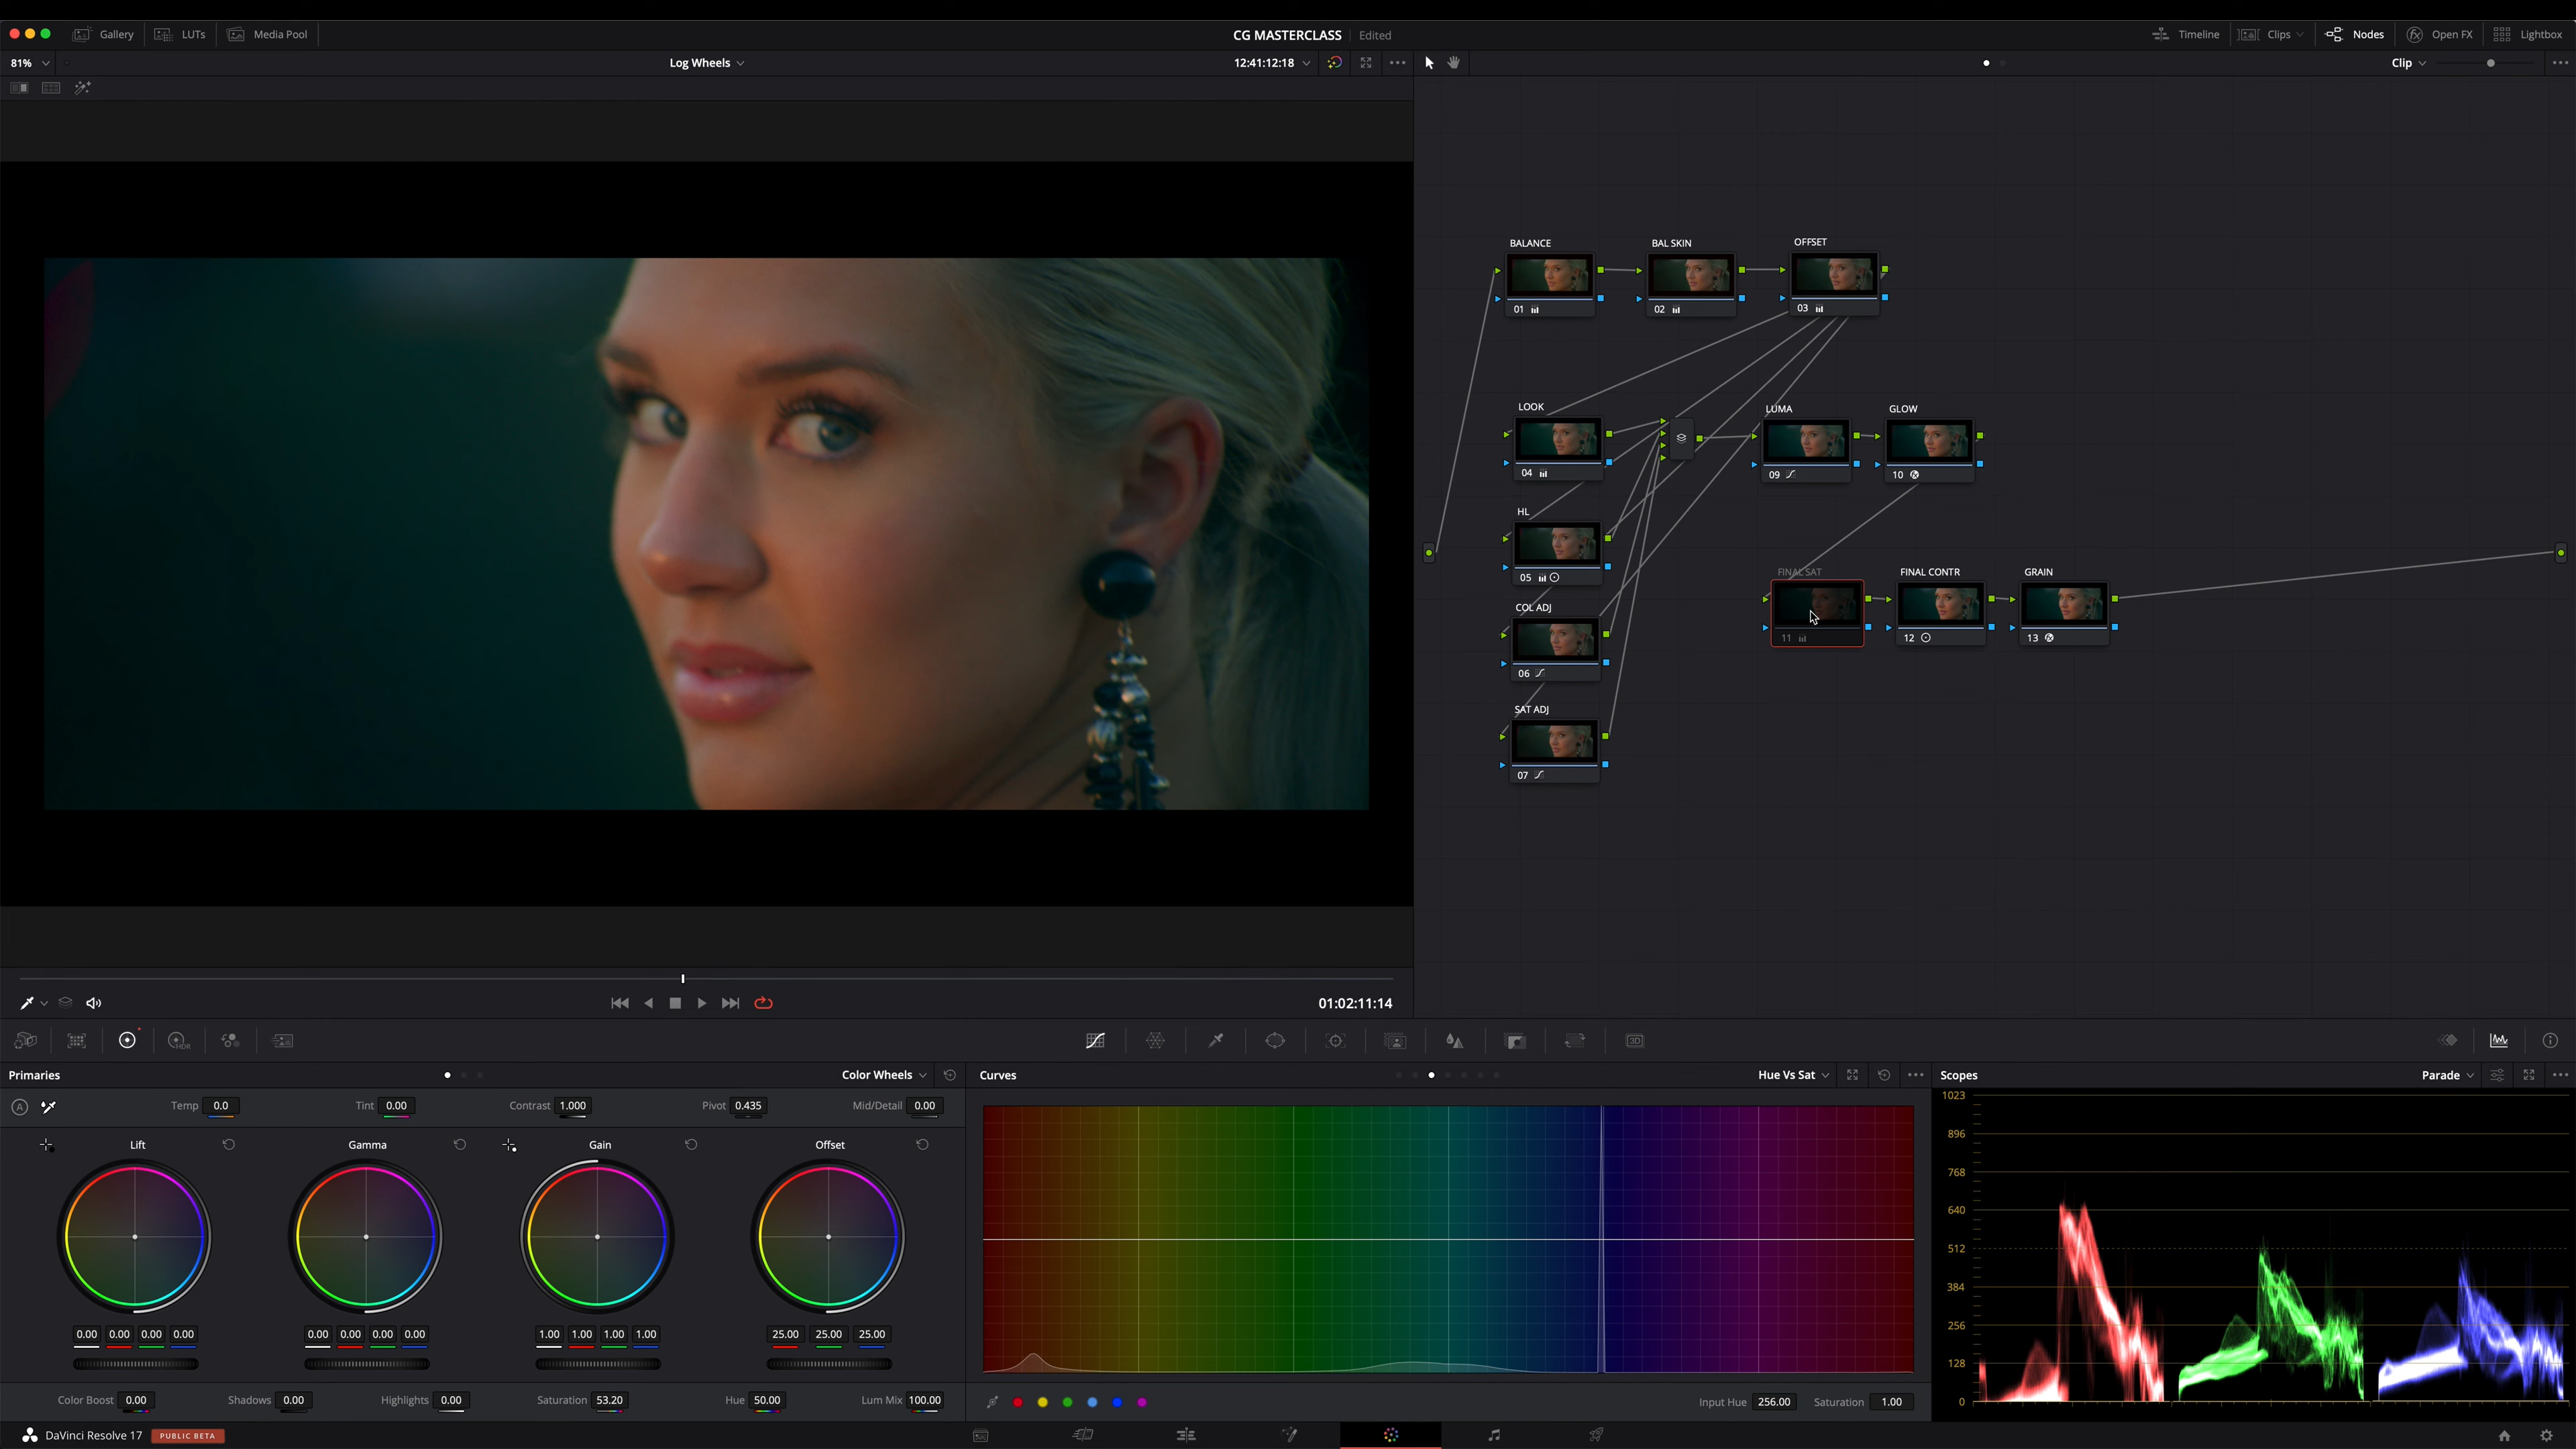 Gallery LUTs Media Pool CG MASTERCLASS Edited Timeline Clips Nodes Open FX Lightbox
81% Log Wheels 12:41:12:18 Clip
BALANCE BAL SKIN OFFSET
01 02 03
LOOK LUMA GLOW
04 09 10
HL
05
FINAL SAT FINAL CONTR GRAIN
11 12 13
COL ADJ
06
SAT ADJ
07
01:02:11:14
HDR 3D
Primaries Color Wheels Curves Hue Vs Sat Scopes Parade
A Temp 0.0 Tint 0.00 Contrast 1.000 Pivot 0.435 Mid/Detail 0.00
Lift Gamma Gain Offset
0.00 0.00 0.00 0.00 0.00 0.00 0.00 0.00 1.00 1.00 1.00 1.00 25.00 25.00 25.00
Color Boost 0.00 Shadows 0.00 Highlights 0.00 Saturation 53.20 Hue 50.00 Lum Mix 100.00
Input Hue 256.00 Saturation 1.00
1023
896
768
640
512
384
256
128
0
DaVinci Resolve 17 PUBLIC BETA